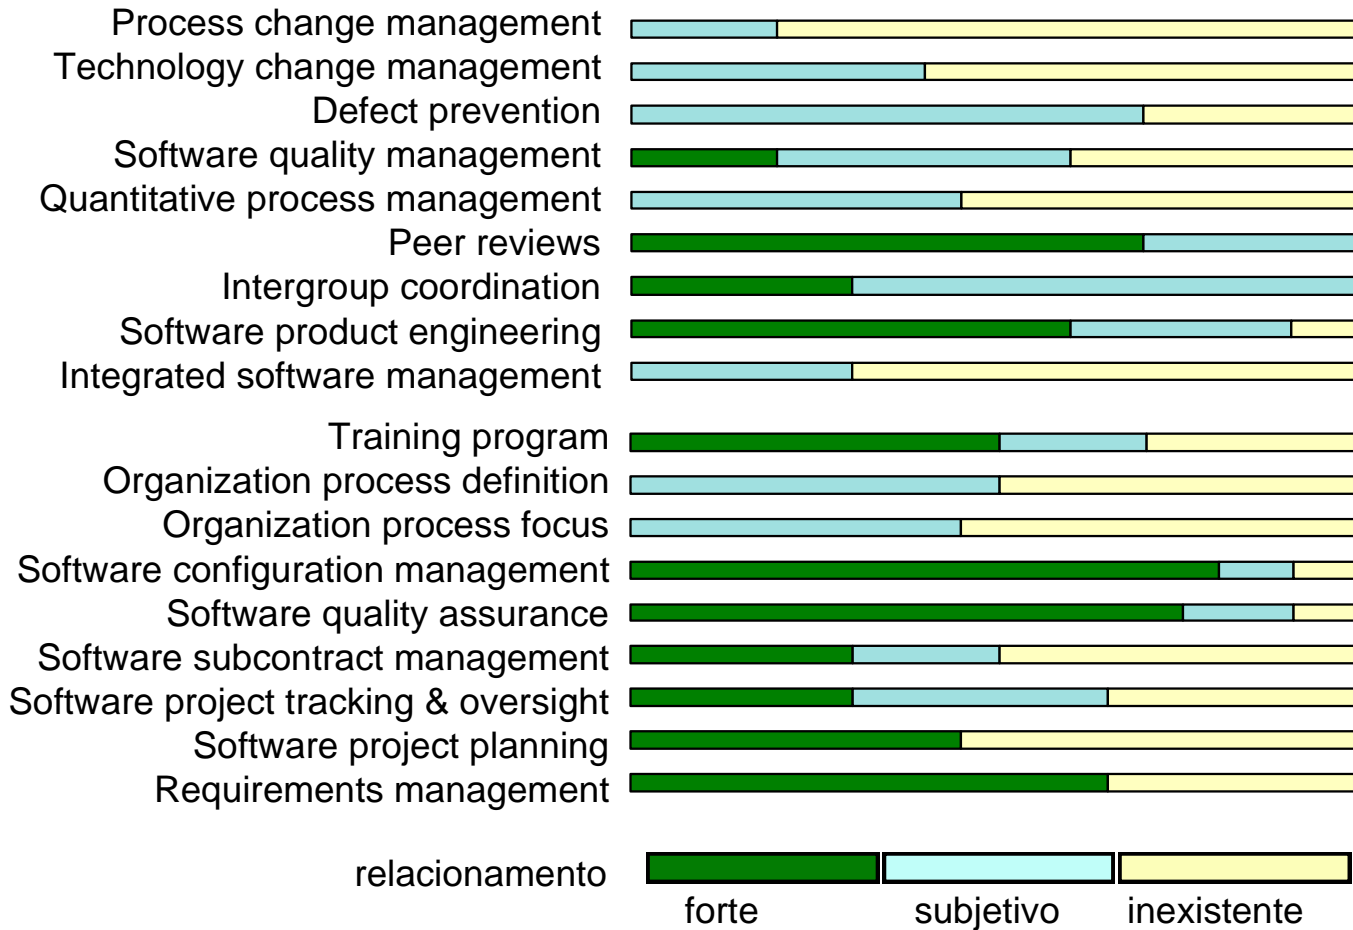 Process change management
Technology change management
Defect prevention
Software quality management
Quantitative process management
Peer reviews
Intergroup coordination
Software product engineering
Integrated software management
Training program
Organization process definition
Organization process focus
Software configuration management
Software quality assurance
Software subcontract management
Software project tracking & oversight
Software project planning
Requirements management
relacionamento
forte subjetivo inexistente